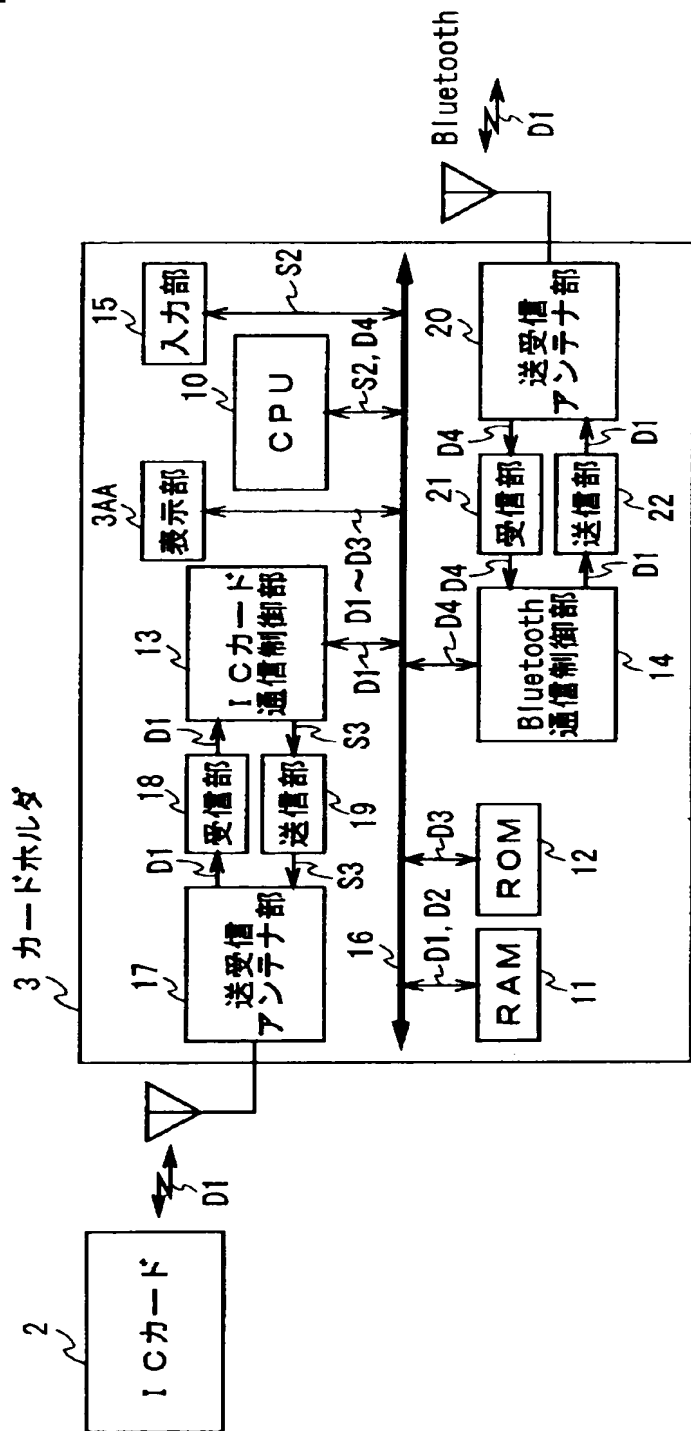 3 カードホルダ
2
ICカード
D1
17
送受信
アンテナ部
D1
18
受信部
D1
S3
送信部
19
S3
13
ICカード
通信制御部
D1
D1～D3
3AA
表示部
10
CPU
S2, D4
15
入力部
S2
16
D1, D2
RAM
11
D3
ROM
12
D4
Bluetooth
通信制御部
14
D4
21
受信部
D4
D1
送信部
22
D1
20
送受信
アンテナ部
Bluetooth
D1